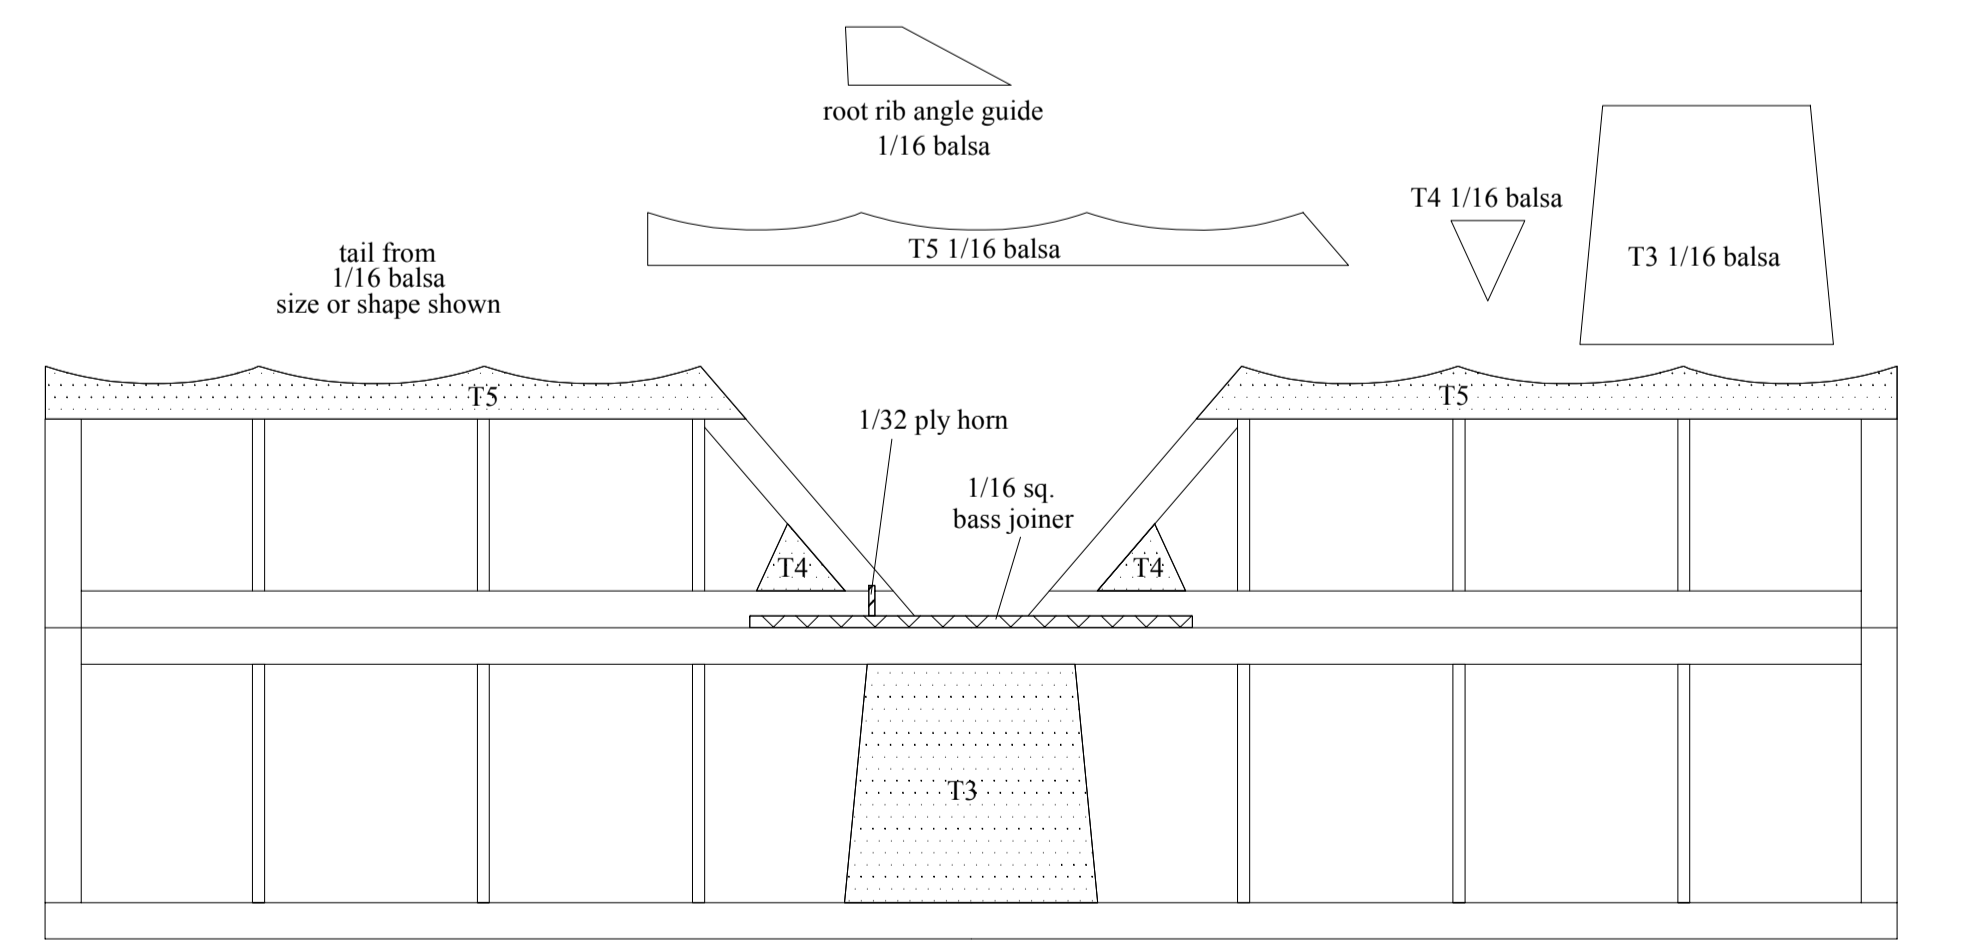 root rib angle guide
1/16 balsa
T4 1/16 balsa
T5 1/16 balsa
T3 1/16 balsa
tail from
1/16 balsa
size or shape shown
T5
T5
1/32 ply horn
1/16 sq.
bass joiner
T4
T4
T3